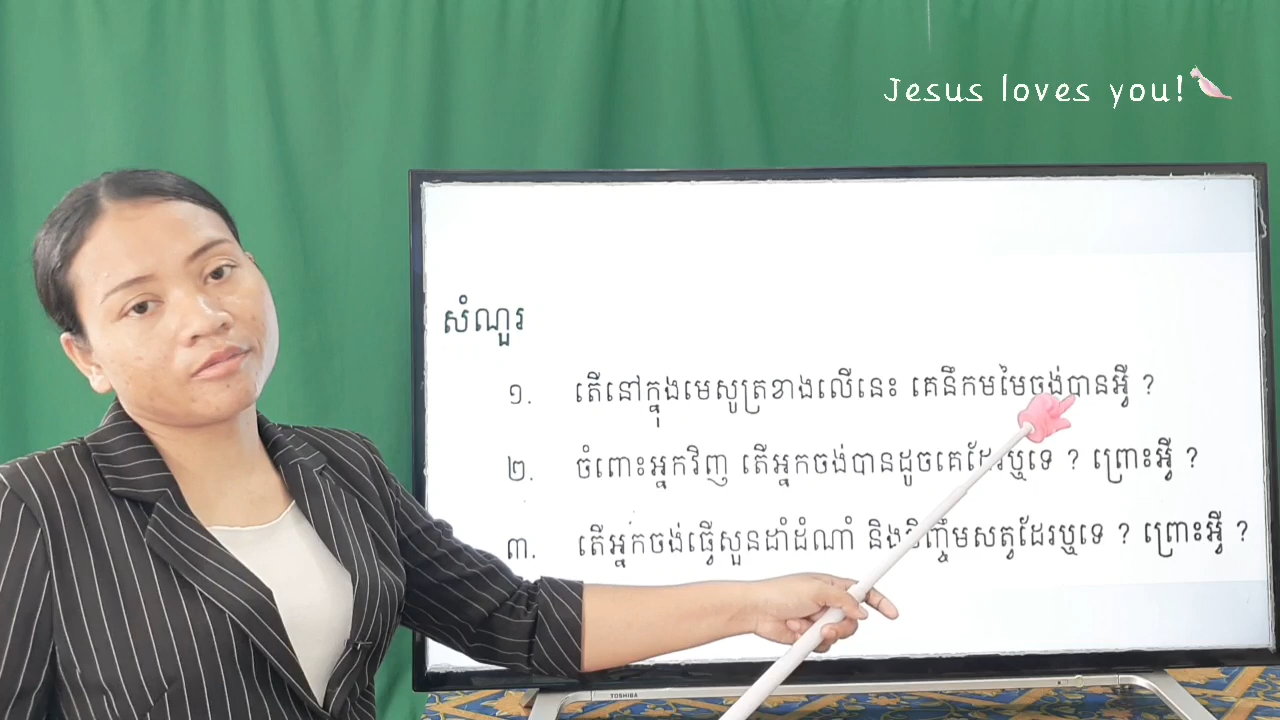 Jesus loves you!
សំណួរ
១. តើនៅក្នុងមេសូត្រខាងលើនេះ គេនឹកមមៃចង់បានអ្វី ?
២. ចំពោះអ្នកវិញ តើអ្នកចង់បានដូចគេដែរឬទេ ? ព្រោះអ្វី ?
៣. តើអ្នកចង់ធ្វើសួនដាំដំណាំ និងចិញ្ចឹមសត្វដែរឬទេ ? ព្រោះអ្វី ?
TOSHIBA